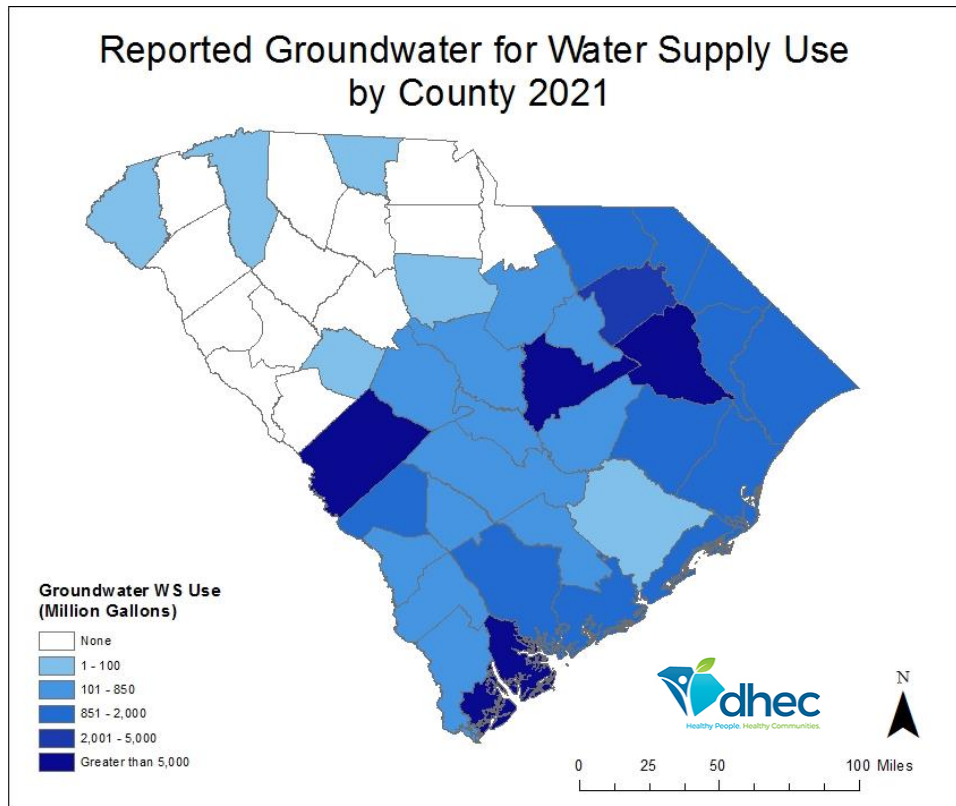 Reported Groundwater for Water Supply Use
by County 2021
Groundwater WS Use
(Million Gallons)
None
1 - 100
101 - 850
851 - 2,000
2,001 - 5,000
Greater than 5,000
dhec
Healthy People. Healthy Communities.
N
0 25 50 100 Miles